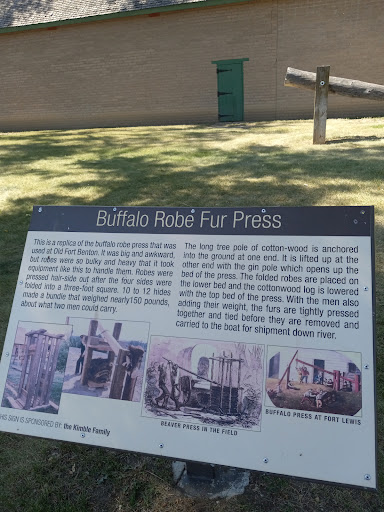 Buffalo Robe Fur Press
This is a replica of the buffalo robe press that was
used at Old Fort Benton. It was big and awkward,
but robes were so bulky and heavy that it took
equipment like this to handle them. Robes were
pressed hair-side out after the four sides were
folded into a three-foot square. 10 to 12 hides
made a bundle that weighed nearly150 pounds,
about what two men could carry.
The long tree pole of cotton-wood is anchored
into the ground at one end. It is lifted up at the
other end with the gin pole which opens up the
bed of the press. The folded robes are placed on
the lower bed and the cottonwood log is lowered
with the top bed of the press. With the men also
adding their weight, the furs are tightly pressed
together and tied before they are removed and
carried to the boat for shipment down river.
BEAVER PRESS IN THE FIELD
BUFFALO PRESS AT FORT LEWIS
THIS SIGN IS SPONSORED BY: the Kimble Family